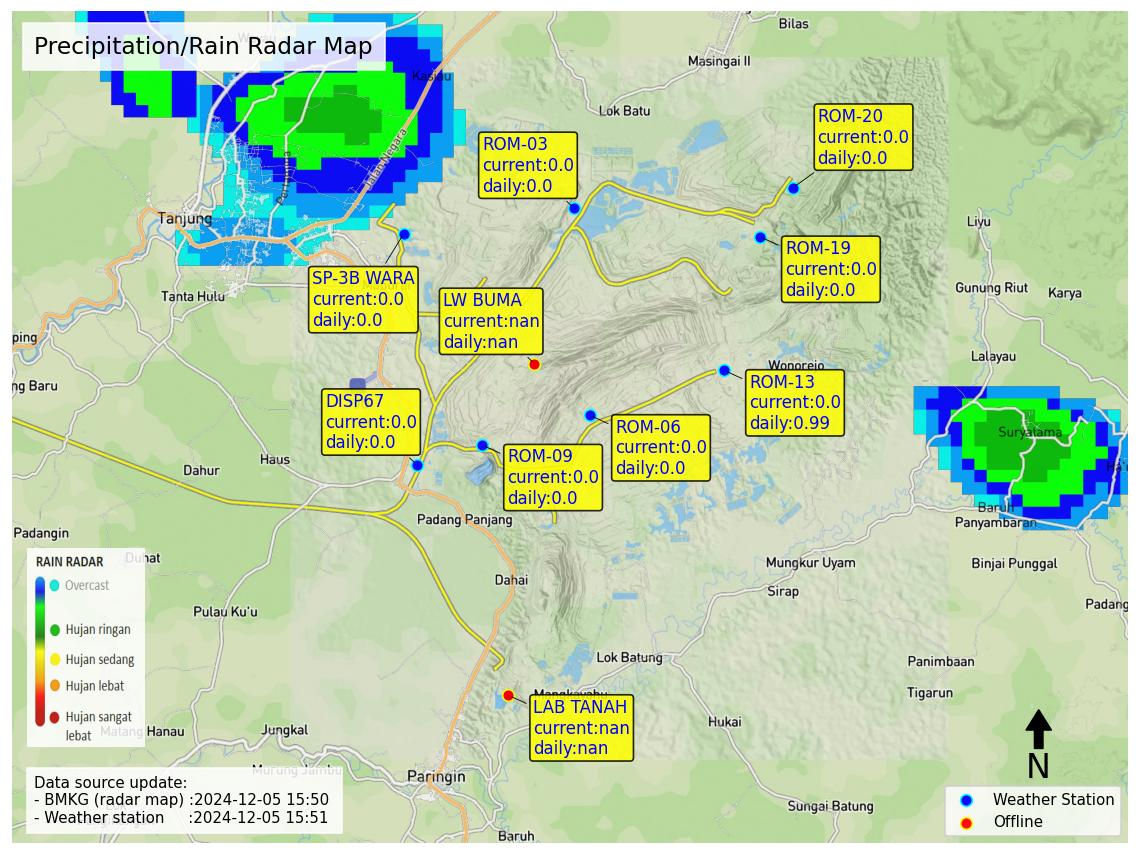 Precipitation/Rain Radar Map
Bilas
Masingai II
Kasiau
Lok Batu
ROM-20
current:0.0
daily:0.0
ROM-03
current:0.0
daily:0.0
Jalan Negara
Tanjung
Liyu
SP-3B WARA
current:0.0
daily:0.0
ROM-19
current:0.0
daily:0.0
Tanta Hulu
LW BUMA
current:nan
daily:nan
Gunung Riut
Karya
ping
Lalayau
ng Baru
Wonorejo
ROM-13
current:0.0
daily:0.99
DISP67
current:0.0
daily:0.0
ROM-06
current:0.0
daily:0.0
Suryatama
Haus
Dahur
ROM-09
current:0.0
daily:0.0
Baruh
Panyambaran
Padang Panjang
Padangin
Duhat
Mungkur Uyam
Binjai Punggal
Dahai
Sirap
Padang
Pulau Ku'u
RAIN RADAR
Overcast
Hujan ringan
Hujan sedang
Hujan lebat
Hujan sangat
lebat
Lok Batung
Panimbaan
Tigarun
Mangkayahu
LAB TANAH
current:nan
daily:nan
Hukai
Matang Hanau
Jungkal
Murung Jambu
Paringin
Sungai Batung
Baruh
N
Data source update:
- BMKG (radar map) :2024-12-05 15:50
- Weather station :2024-12-05 15:51
Weather Station
Offline